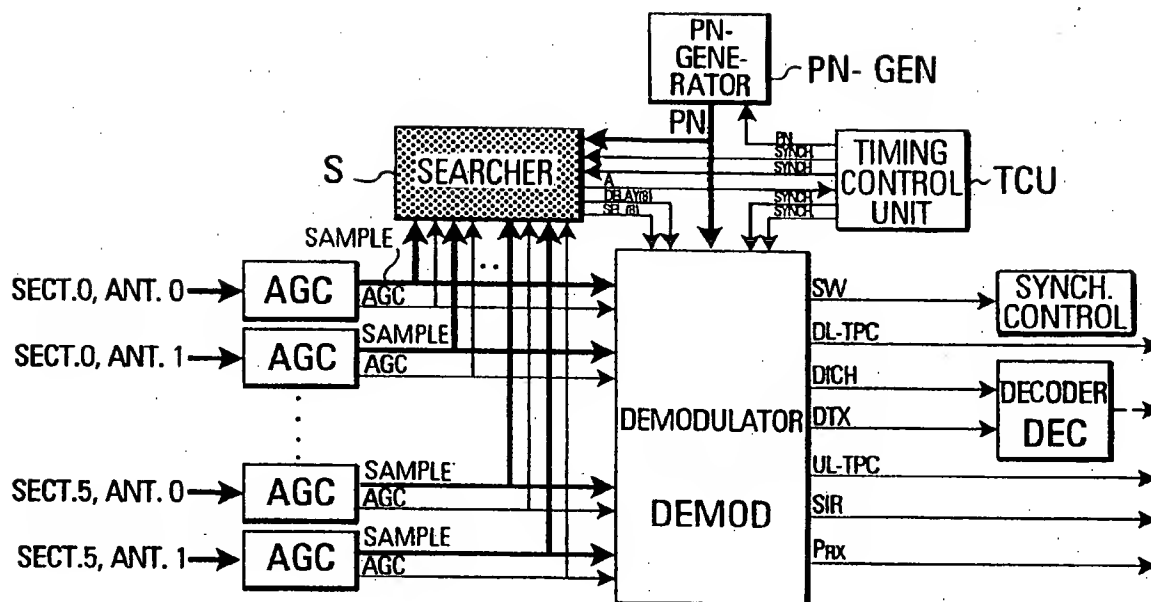 PN-
GENE-
RATOR
PN- GEN
PN
PN
SYNCH
SYNCH
TIMING
CONTROL
UNIT
TCU
S
SEARCHER
A
DELAY(8)
SEL.(8)
SYNCH
SYNCH
SAMPLE
..
SECT.0, ANT. 0
AGC
AGC
SECT.0, ANT. 1
AGC
SAMPLE
AGC
SECT.5, ANT. 0
AGC
SAMPLE
AGC
SECT.5, ANT. 1
AGC
SAMPLE
AGC
DEMODULATOR
DEMOD
SW
SYNCH.
CONTROL
DL-TPC
DICH
DTX
DECODER
DEC
UL-TPC
SIR
PRX